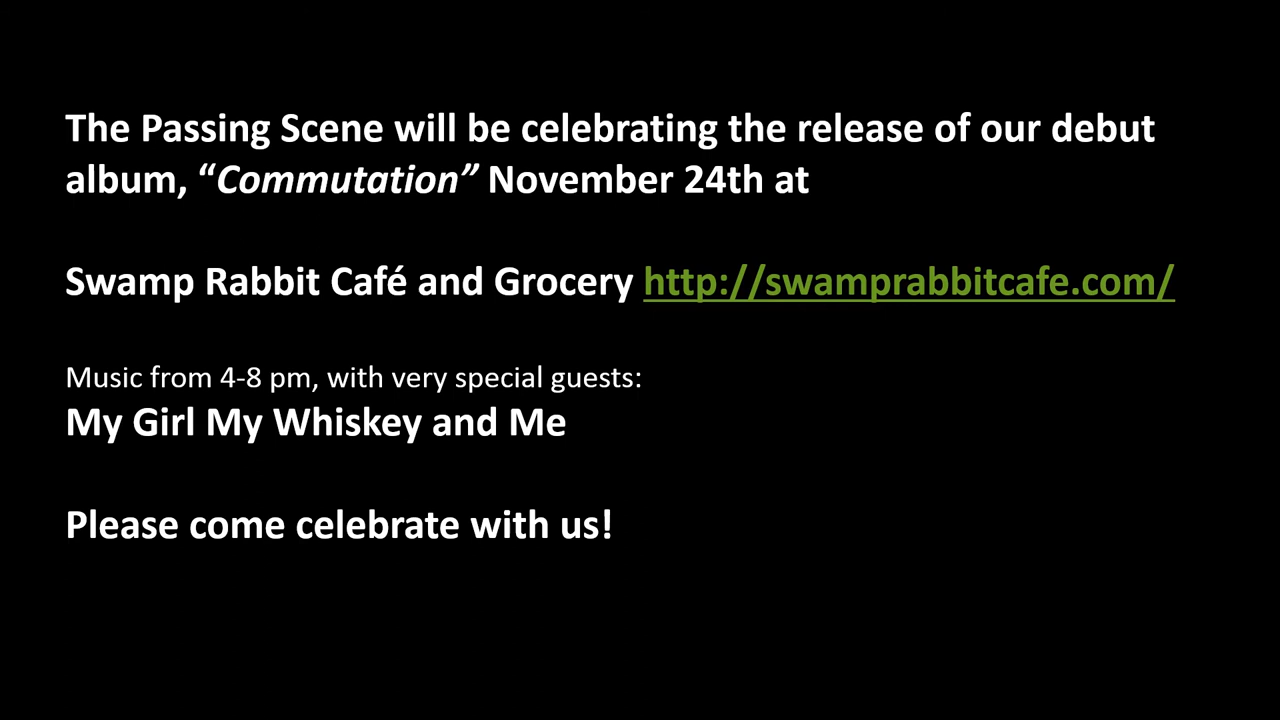 The Passing Scene will be celebrating the release of our debut
album, “Commutation” November 24th at
Swamp Rabbit Café and Grocery http://swamprabbitcafe.com/
Music from 4-8 pm, with very special guests:
My Girl My Whiskey and Me
Please come celebrate with us!